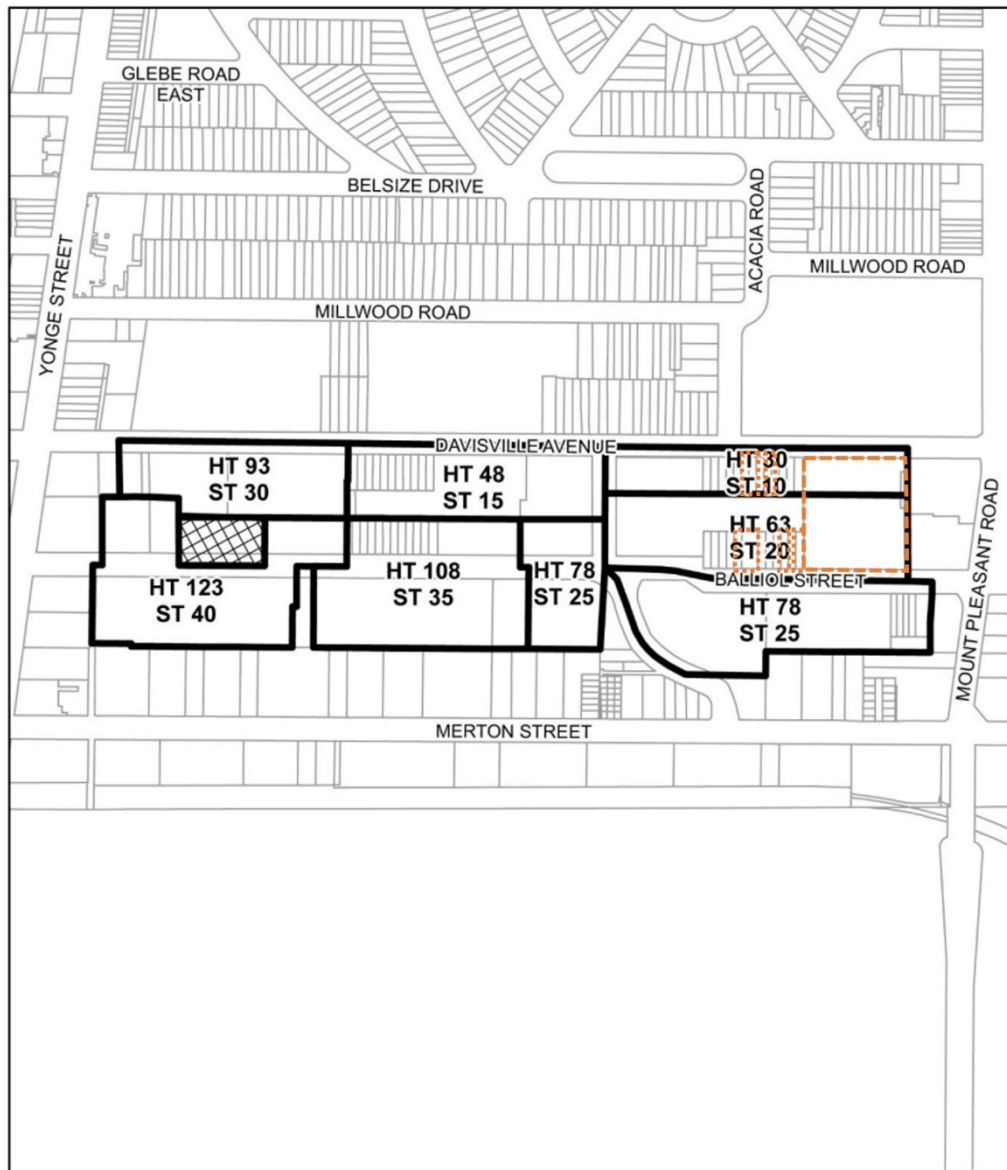 GLEBE ROAD
EAST
BELSIZE DRIVE
ACACIA ROAD
MILLWOOD ROAD
YONGE STREET
MILLWOOD ROAD
DAVISVILLE AVENUE
HT 93
ST 30
HT 48
ST 15
HT 30
ST 10
HT 63
ST 20
MOUNT PLEASANT ROAD
HT 123
ST 40
HT 108
ST 35
HT 78
ST 25
BALLIOL STREET
HT 78
ST 25
MERTON STREET